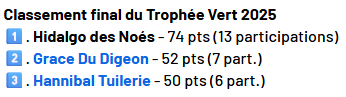 Classement final du Trophée Vert 2025
1 . Hidalgo des Noés - 74 pts (13 participations)
2 . Grace Du Digeon - 52 pts (7 part.)
3 . Hannibal Tuilerie - 50 pts (6 part.)